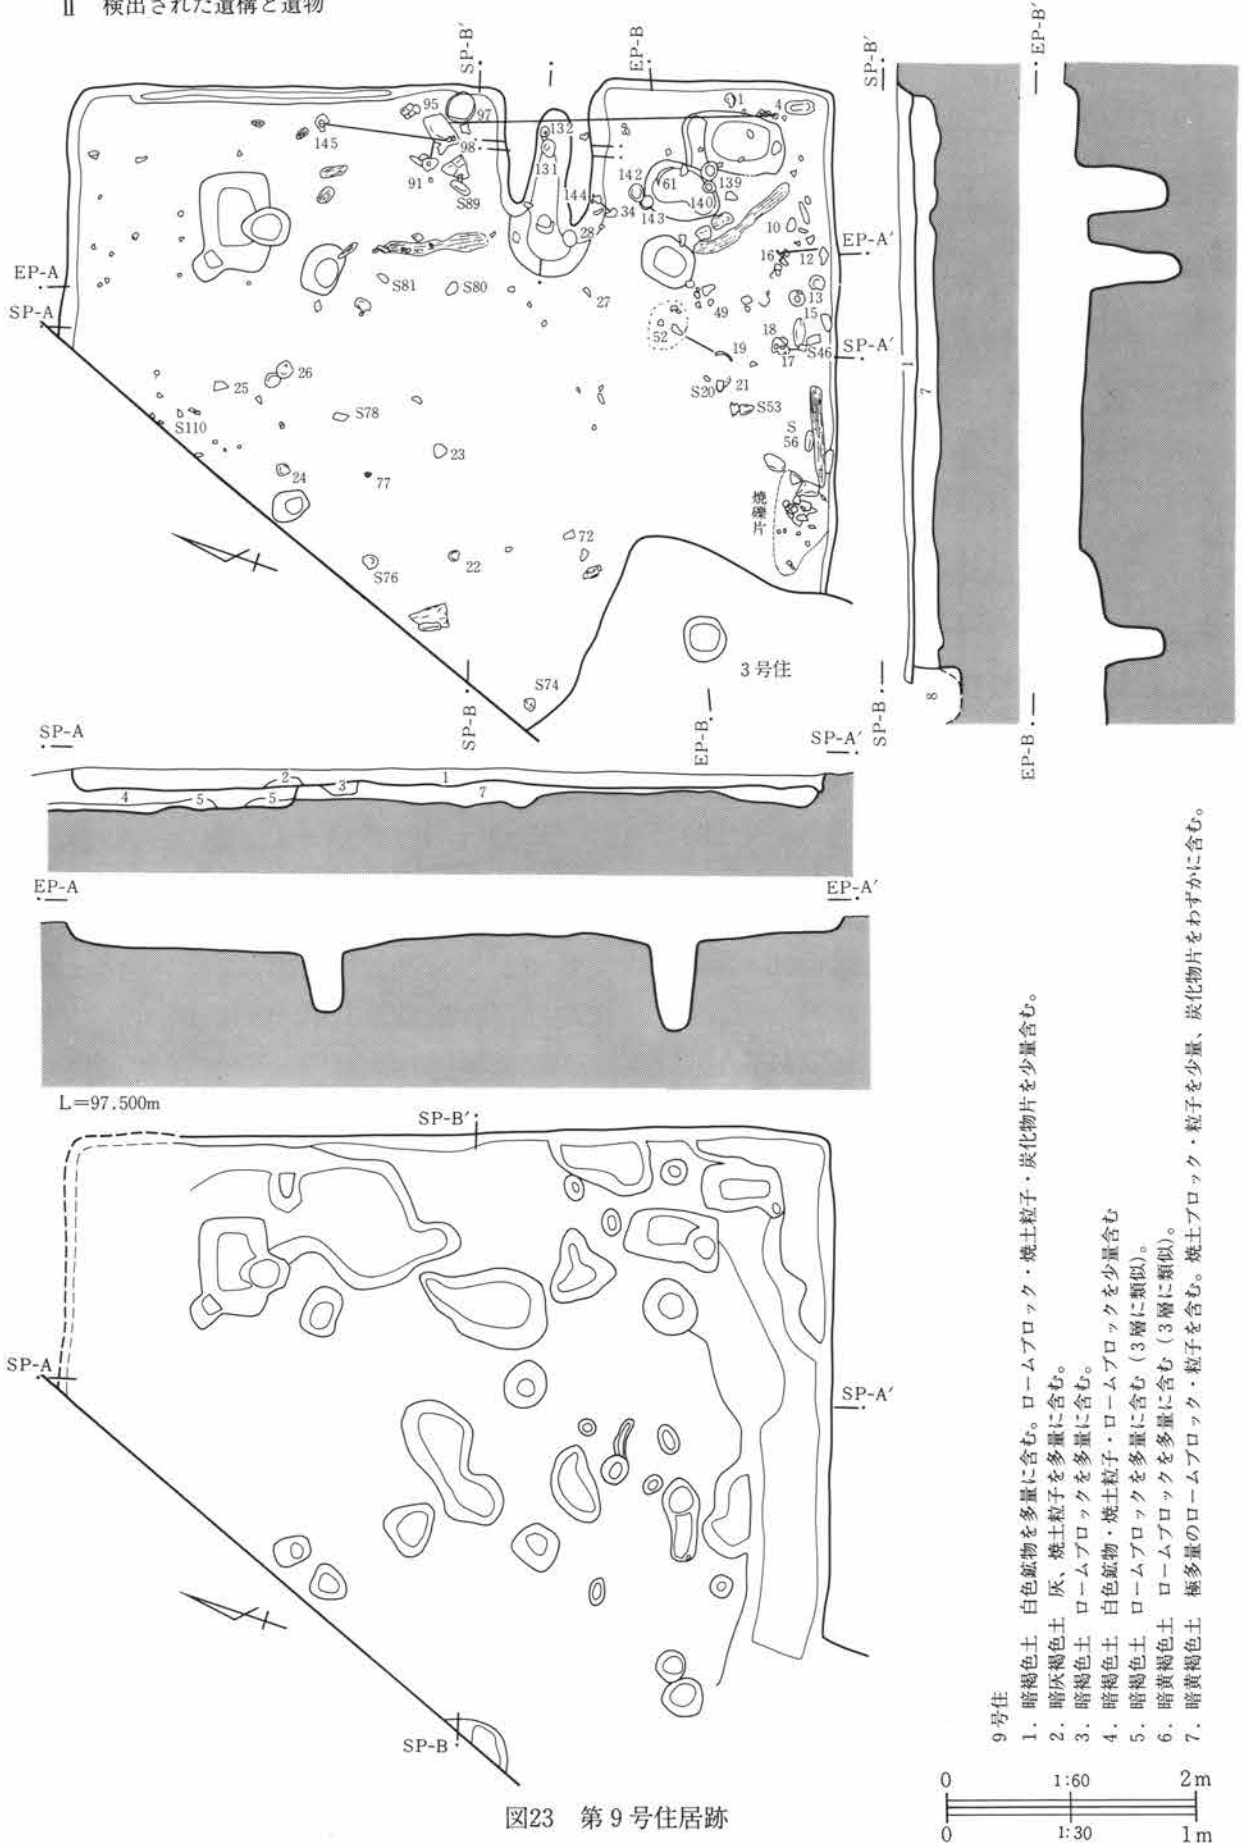 II 検出された遺構と遺物
SP-B′
EP-B
SP-B′
EP-B′
95
97
1
4
145
98
132
131
91
S89
144
142
61
139
143
140
34
28
10
EP-A
EP-A′
16
12
SP-A
S81
S80
27
49
13
15
52
18
SP-A′
19
17
S46
25
26
S20
21
S110
S78
S53
23
S
56
24
77
焼礫片
72
S76
22
3号住
S74
SP-B
EP-B
SP-B
EP-B
1
7
8
SP-A
SP-A′
2
3
1
4
5
5
7
EP-A
EP-A′
L=97.500m
SP-B′
SP-A
SP-A′
SP-B
9号住
1. 暗褐色土 白色鉱物を多量に含む。ロームブロック・焼土粒子・炭化物片を少量含む。
2. 暗灰褐色土 灰、焼土粒子を多量に含む。
3. 暗褐色土 ロームブロックを多量に含む。
4. 暗褐色土 白色鉱物・焼土粒子・ロームブロックを少量含む
5. 暗褐色土 ロームブロックを多量に含む（3層に類似）。
6. 暗黄褐色土 ロームブロックを多量に含む（3層に類似）。
7. 暗黄褐色土 極多量のロームブロック・粒子を含む。焼土ブロック・粒子を少量、炭化物片をわずかに含む。
0 1:60 2m
0 1:30 1m
図23 第9号住居跡